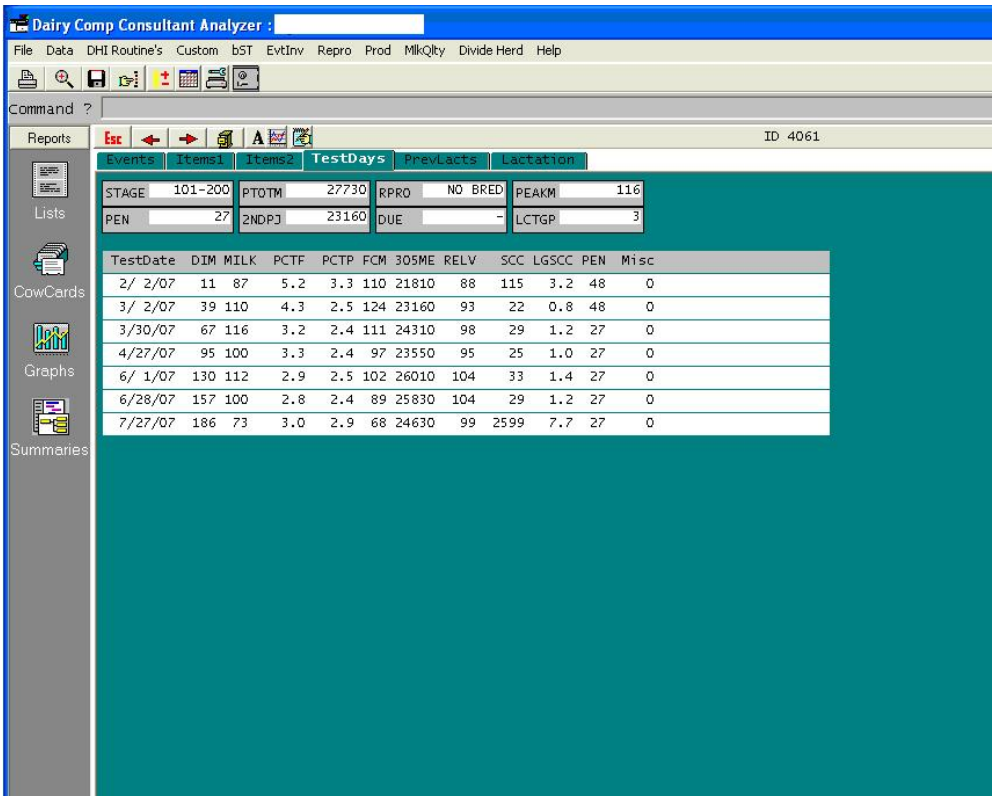 Dairy Comp Consultant Analyzer :
File Data DHI Routine's Custom bST EvtInv Repro Prod MlkQlty Divide Herd Help
Command ?
Reports Esc A ID 4061
Events Items1 Items2 TestDays PrevLacts Lactation
STAGE 101-200 PTOTM 27730 RPRO NO BRED PEAKM 116
PEN 27 2NDPJ 23160 DUE - LCTGP 3
Lists
TestDate DIM MILK PCTF PCTP FCM 305ME RELV SCC LGSCC PEN Misc
2/ 2/07 11 87 5.2 3.3 110 21810 88 115 3.2 48 0
CowCards
3/ 2/07 39 110 4.3 2.5 124 23160 93 22 0.8 48 0
3/30/07 67 116 3.2 2.4 111 24310 98 29 1.2 27 0
4/27/07 95 100 3.3 2.4 97 23550 95 25 1.0 27 0
Graphs
6/ 1/07 130 112 2.9 2.5 102 26010 104 33 1.4 27 0
6/28/07 157 100 2.8 2.4 89 25830 104 29 1.2 27 0
7/27/07 186 73 3.0 2.9 68 24630 99 2599 7.7 27 0
Summaries